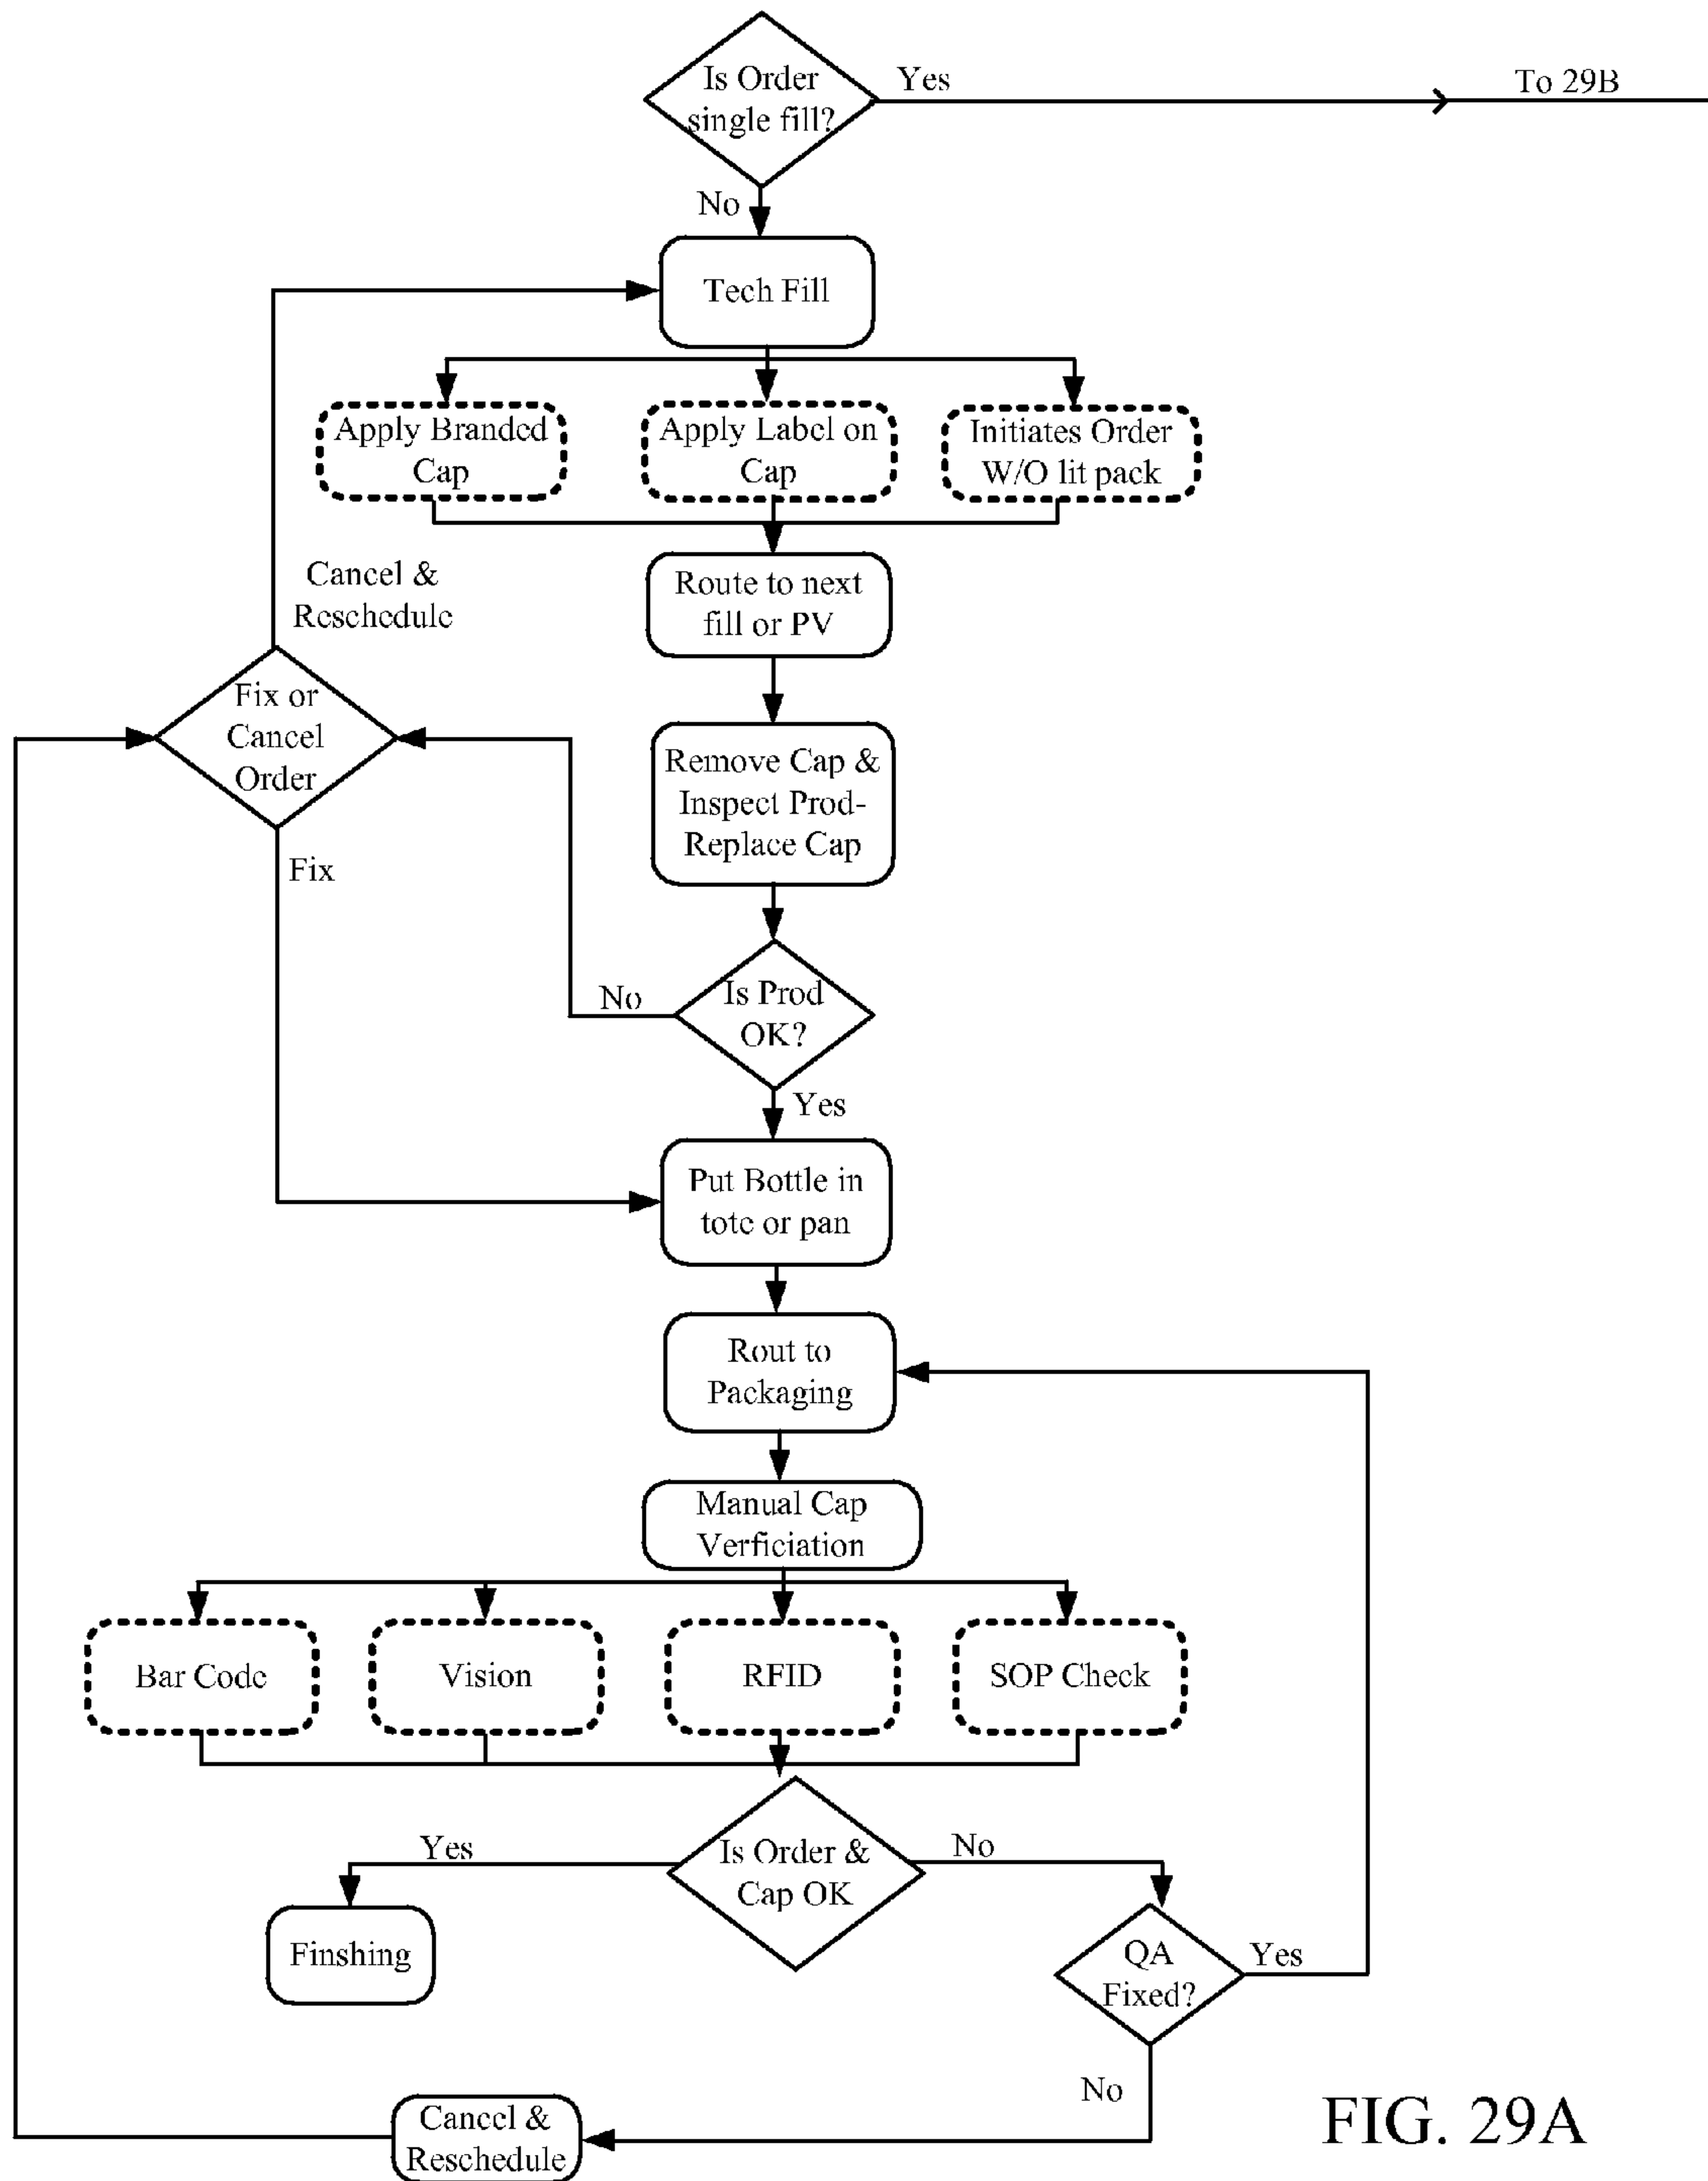 Is Order
single fill?
Yes
To 29B
No
Tech Fill
Apply Branded
Cap
Apply Label on
Cap
Initiates Order
W/O lit pack
Cancel &
Reschedule
Route to next
fill or PV
Fix or
Cancel
Order
Remove Cap &
Inspect Prod-
Replace Cap
Fix
No
Is Prod
OK?
Yes
Put Bottle in
tote or pan
Rout to
Packaging
Manual Cap
Verficiation
Bar Code
Vision
RFID
SOP Check
Yes
Is Order &
Cap OK
No
Finshing
QA
Fixed?
Yes
No
Cancel &
Reschedule
FIG. 29A